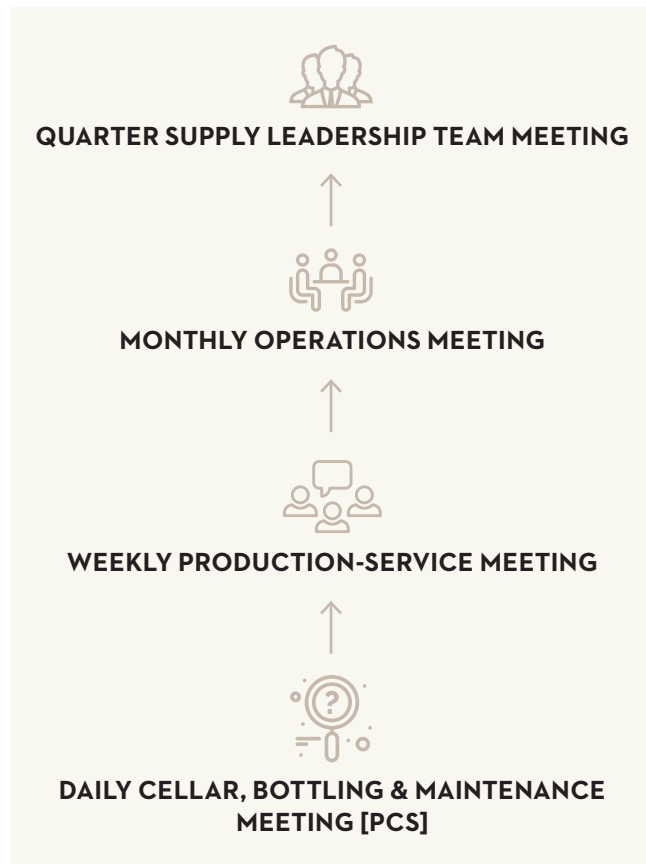 QUARTER SUPPLY LEADERSHIP TEAM MEETING
MONTHLY OPERATIONS MEETING
WEEKLY PRODUCTION-SERVICE MEETING
?
DAILY CELLAR, BOTTLING & MAINTENANCE
MEETING [PCS]